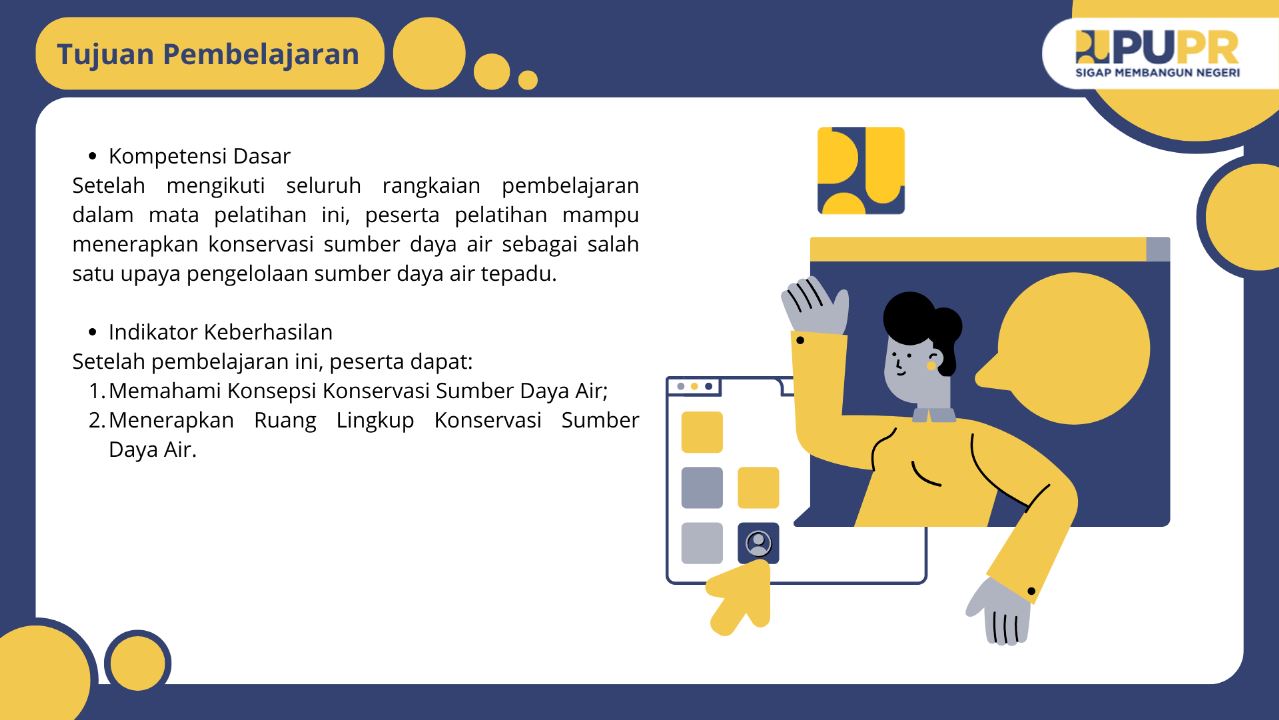 Tujuan Pembelajaran
PUPR
SIGAP MEMBANGUN NEGERI
• Kompetensi Dasar
Setelah mengikuti seluruh rangkaian pembelajaran
dalam mata pelatihan ini, peserta pelatihan mampu
menerapkan konservasi sumber daya air sebagai salah
satu upaya pengelolaan sumber daya air tepadu.
• Indikator Keberhasilan
Setelah pembelajaran ini, peserta dapat:
1. Memahami Konsepsi Konservasi Sumber Daya Air;
2. Menerapkan Ruang Lingkup Konservasi Sumber
Daya Air.